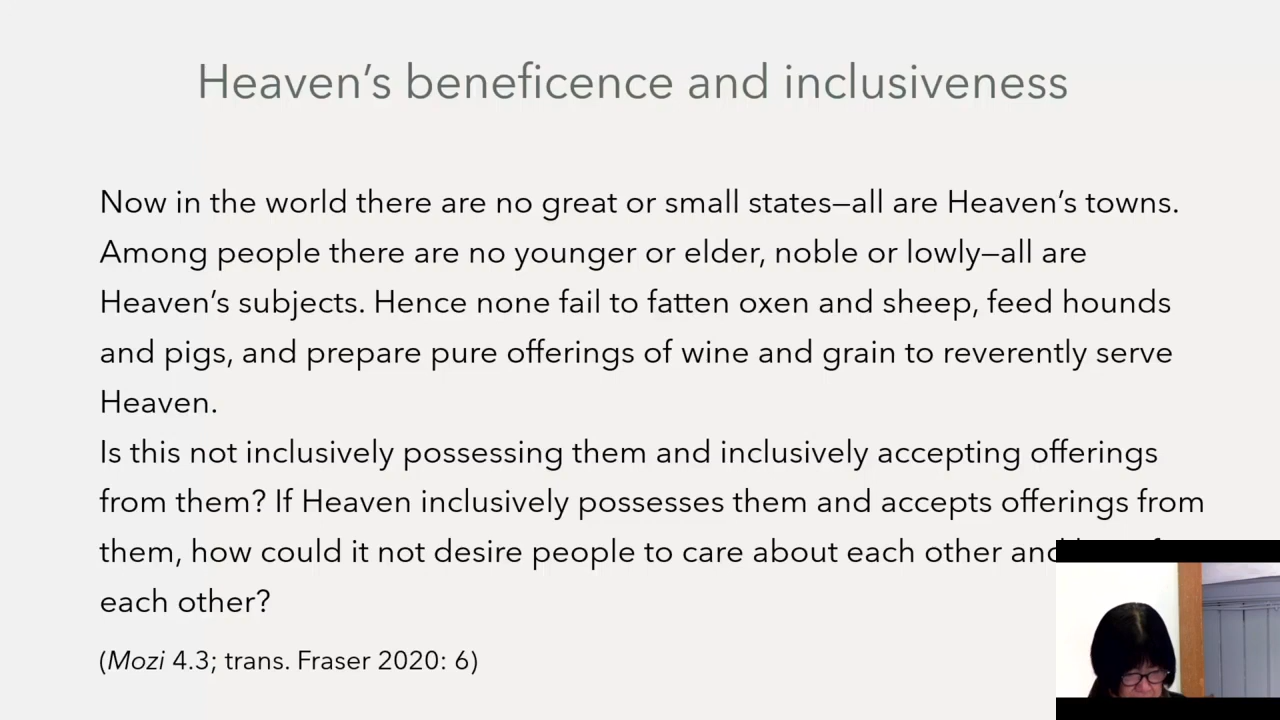 Heaven’s beneficence and inclusiveness
Now in the world there are no great or small states—all are Heaven’s towns.
Among people there are no younger or elder, noble or lowly—all are
Heaven’s subjects. Hence none fail to fatten oxen and sheep, feed hounds
and pigs, and prepare pure offerings of wine and grain to reverently serve
Heaven.
Is this not inclusively possessing them and inclusively accepting offerings
from them? If Heaven inclusively possesses them and accepts offerings from
them, how could it not desire people to care about each other and
each other?
(Mozi 4.3; trans. Fraser 2020: 6)